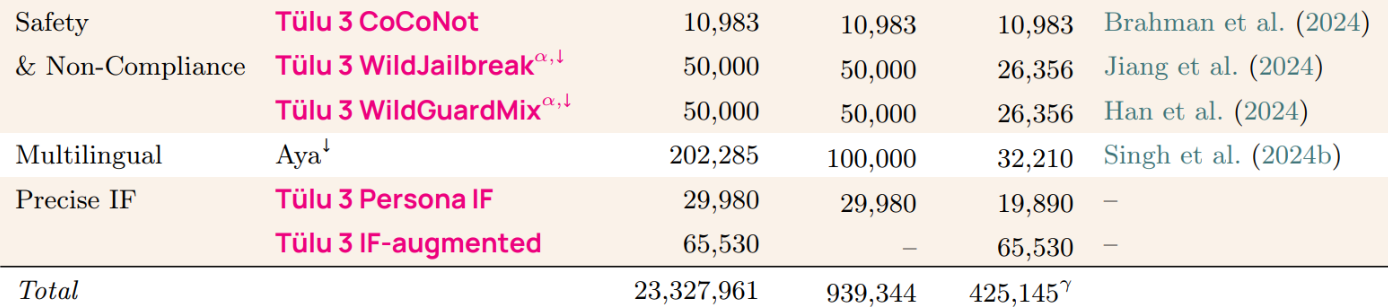 Safety Tülu 3 CoCoNot 10,983 10,983 10,983 Brahman et al. (2024)
& Non-Compliance Tülu 3 WildJailbreakα,↓ 50,000 50,000 26,356 Jiang et al. (2024)
Tülu 3 WildGuardMixα,↓ 50,000 50,000 26,356 Han et al. (2024)
Multilingual Aya↓ 202,285 100,000 32,210 Singh et al. (2024b)
Precise IF Tülu 3 Persona IF 29,980 29,980 19,890 –
Tülu 3 IF-augmented 65,530 – 65,530 –
Total 23,327,961 939,344 425,145γ